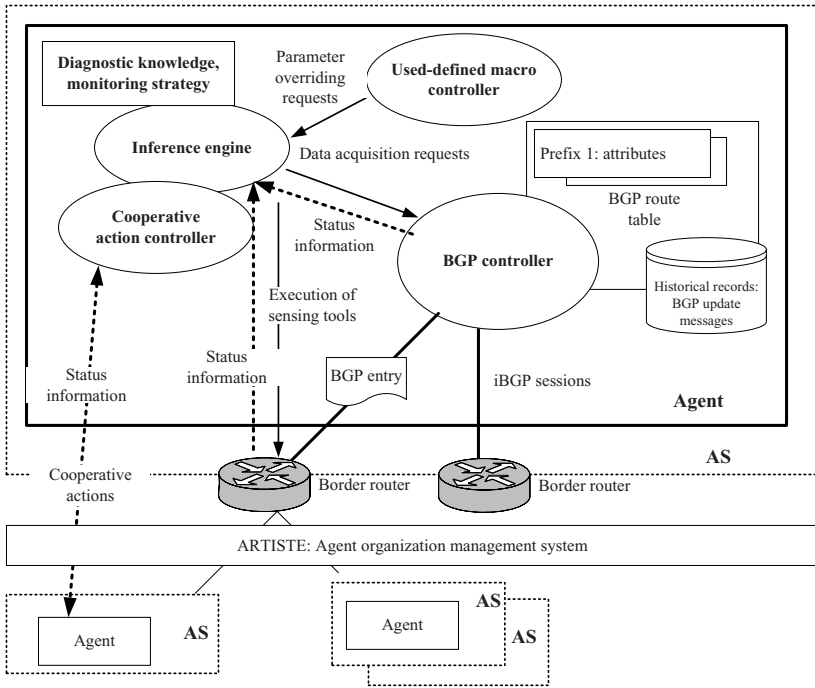 Diagnostic knowledge,
monitoring strategy
Parameter
overriding
requests
Used-defined macro
controller
Inference engine
Data acquisition requests
Prefix 1: attributes
BGP route
table
Cooperative
action controller
Status
information
BGP controller
Historical records:
BGP update
messages
Execution of
sensing tools
Status
information
Status
information
BGP entry
iBGP sessions
Agent
AS
Cooperative
actions
Border router
Border router
ARTISTE: Agent organization management system
Agent
AS
Agent
AS
AS